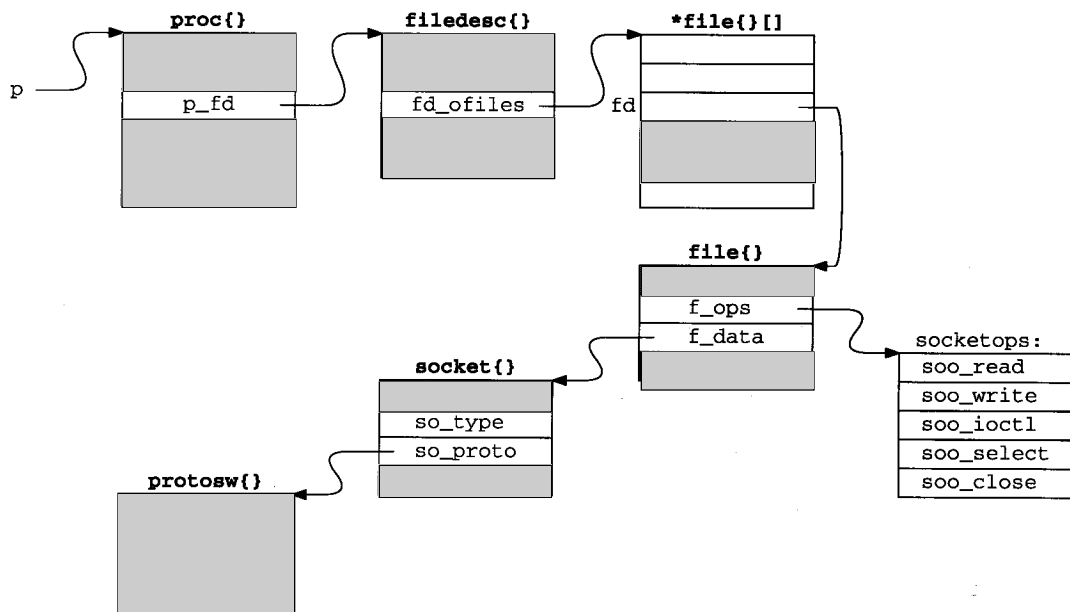 proc{}
filedesc{}
*file{}[]
p
p_fd
fd_ofiles
fd
file{}
f_ops
f_data
socketops:
soo_read
soo_write
soo_ioctl
soo_select
soo_close
socket{}
so_type
so_proto
protosw{}